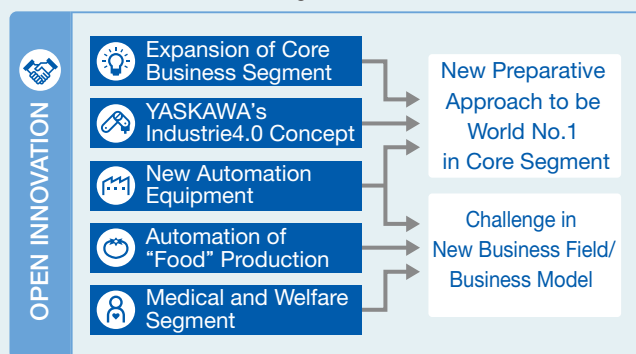 OPEN INNOVATION
Expansion of Core
Business Segment
YASKAWA's
Industrie4.0 Concept
New Automation
Equipment
Automation of
“Food” Production
Medical and Welfare
Segment
New Preparative
Approach to be
World No.1
in Core Segment
Challenge in
New Business Field/
Business Model